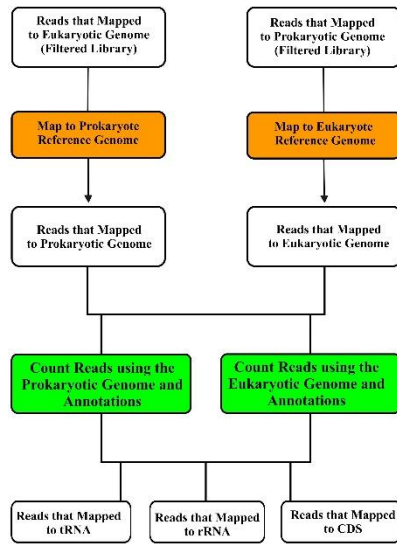 Reads that Mapped
to Eukaryotic Genome
(Filtered Library)
Reads that Mapped
to Prokaryotic Genome
(Filtered Library)
Map to Prokaryote
Reference Genome
Map to Eukaryote
Reference Genome
Reads that Mapped
to Prokaryotic Genome
Reads that Mapped
to Eukaryotic Genome
Count Reads using the
Prokaryotic Genome and
Annotations
Count Reads using the
Eukaryotic Genome and
Annotations
Reads that Mapped
to tRNA
Reads that Mapped
to rRNA
Reads that Mapped
to CDS